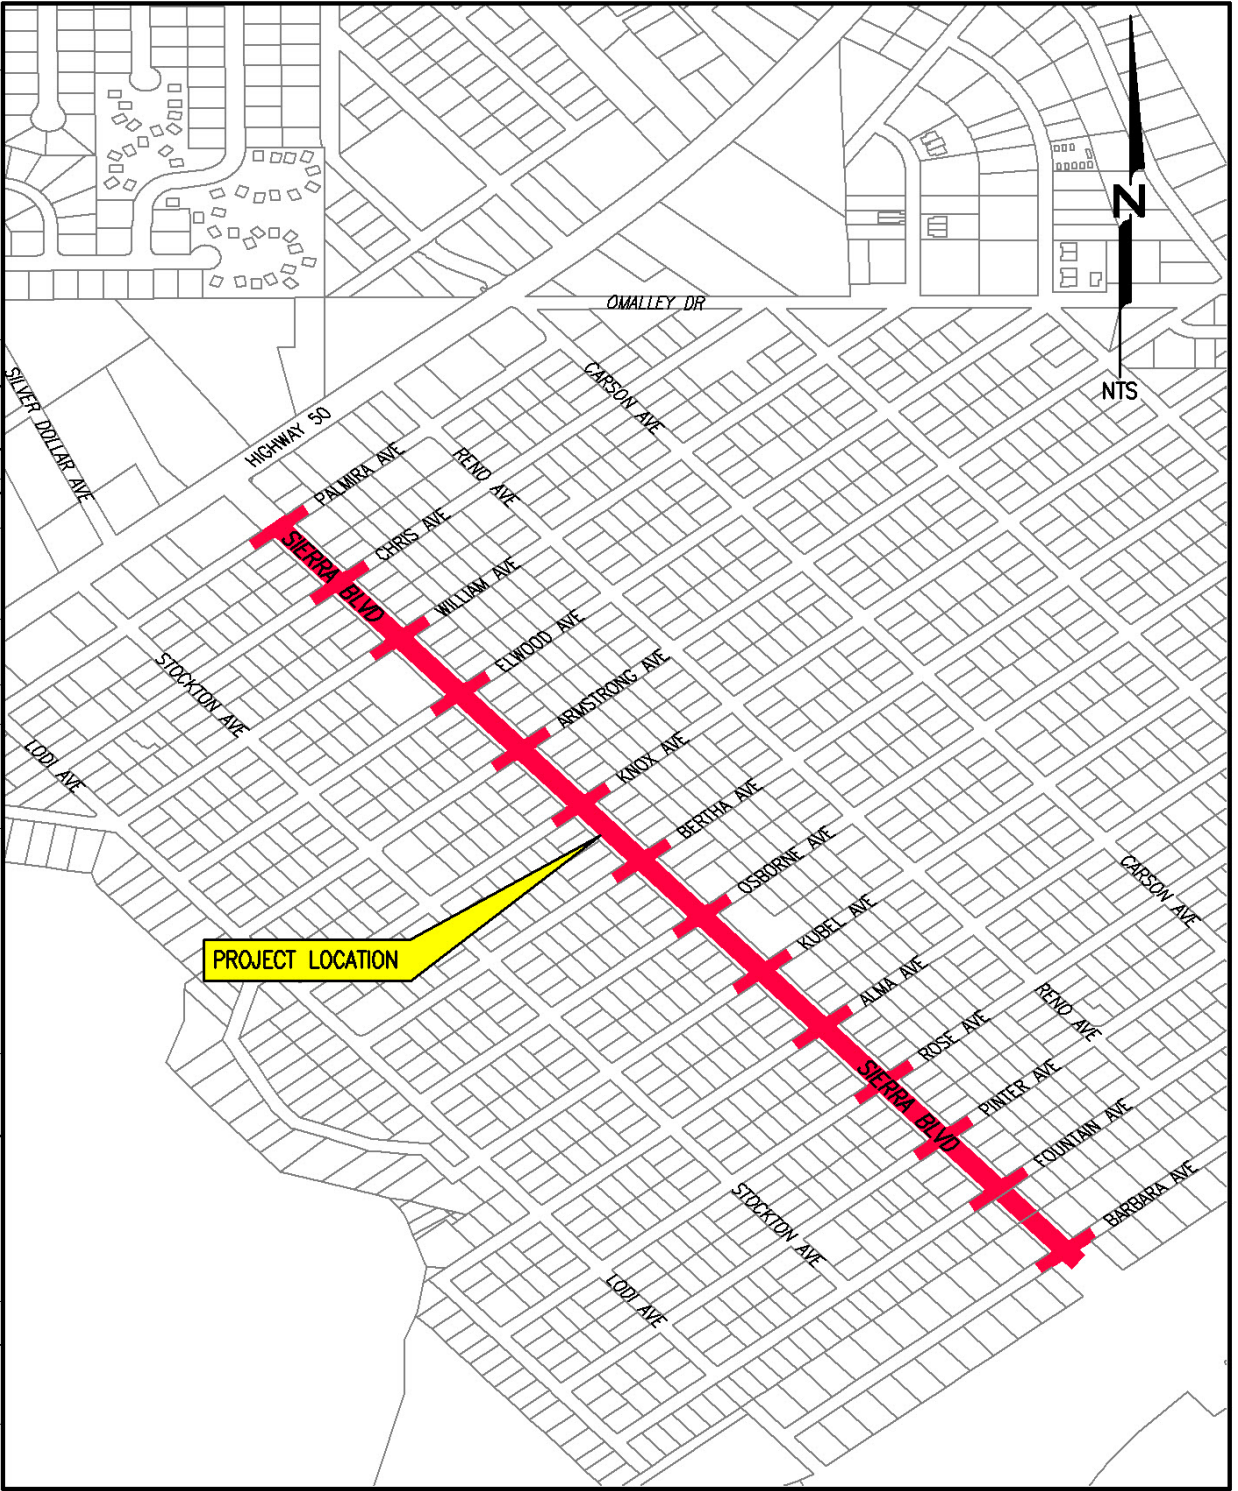 N
NTS
OMALLEY DR
CARSON AVE
SILVER DOLLAR AVE
HIGHWAY 50
PALMIRA AVE
RENO AVE
CHRIS AVE
SIERRA BLVD
WILLIAM AVE
ELWOOD AVE
STOCKTON AVE
ARMSTRONG AVE
LODI AVE
KNOX AVE
BERTHA AVE
OSBORNE AVE
CARSON AVE
KUBEL AVE
PROJECT LOCATION
ALMA AVE
RENO AVE
ROSE AVE
SIERRA BLVD
PINTER AVE
FOUNTAIN AVE
BARBARA AVE
STOCKTON AVE
LODI AVE